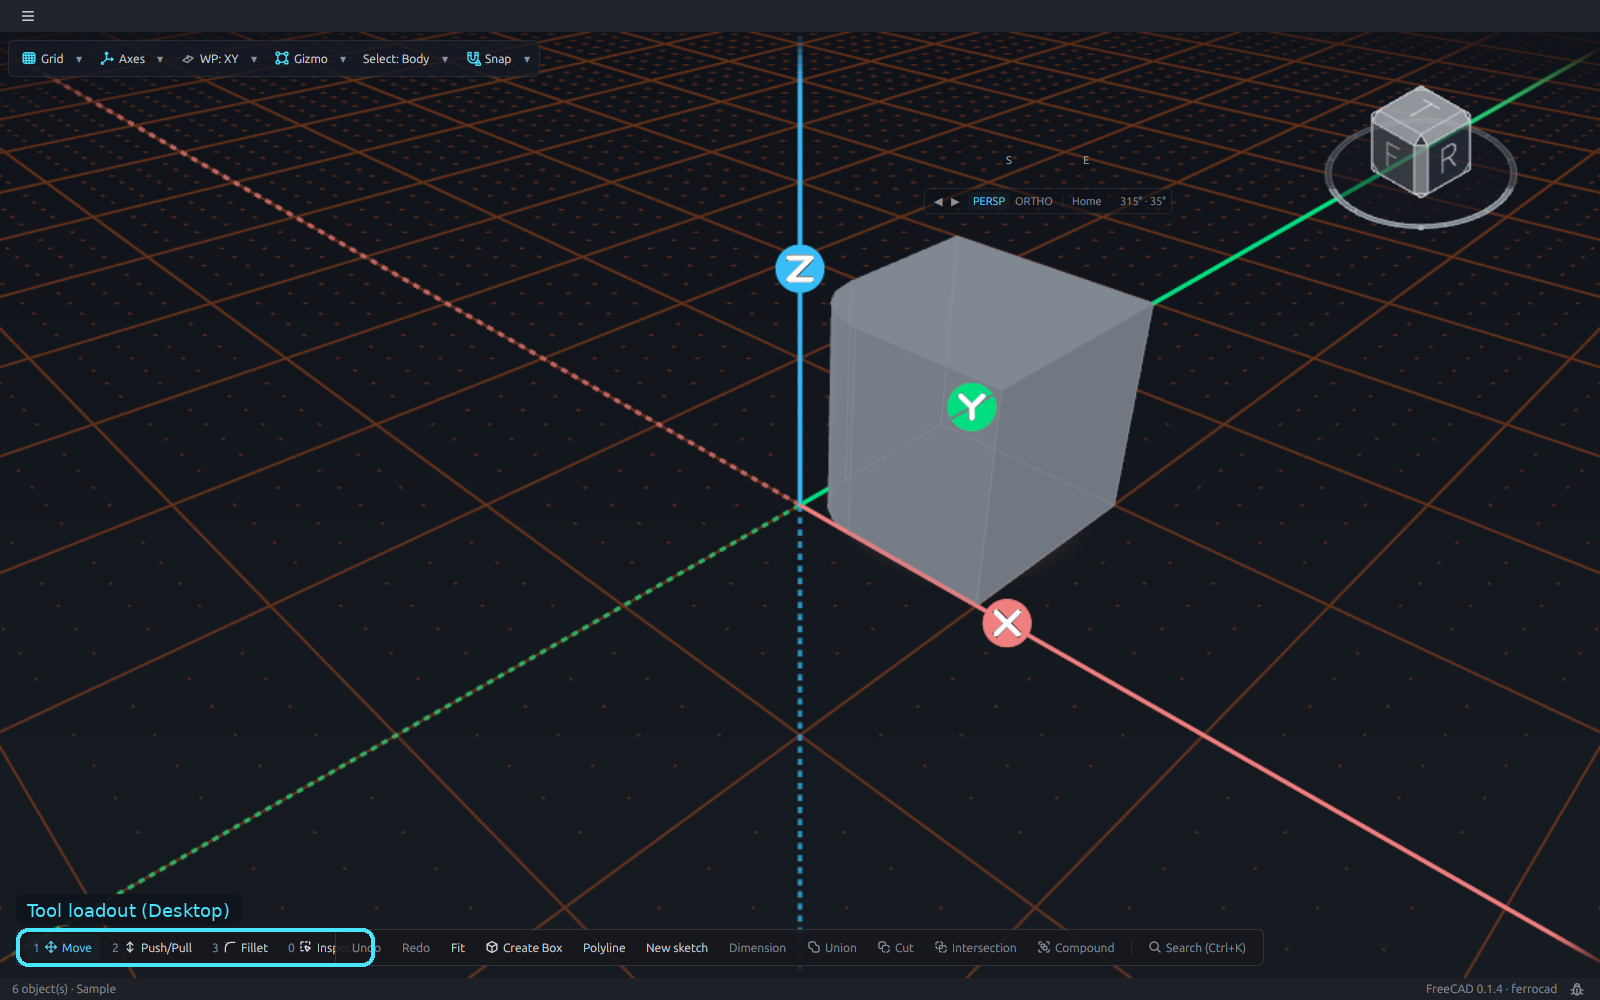 Grid Axes WP: XY Gizmo Select: Body Snap
T
F R
S E
PERSP ORTHO Home 315° · 35°
Z
Y
X
Tool loadout (Desktop)
1 Move 2 Push/Pull 3 Fillet 0 Inspe Undo Redo Fit Create Box Polyline New sketch Dimension Union Cut Intersection Compound Search (Ctrl+K)
6 object(s) · Sample
FreeCAD 0.1.4 · ferrocad